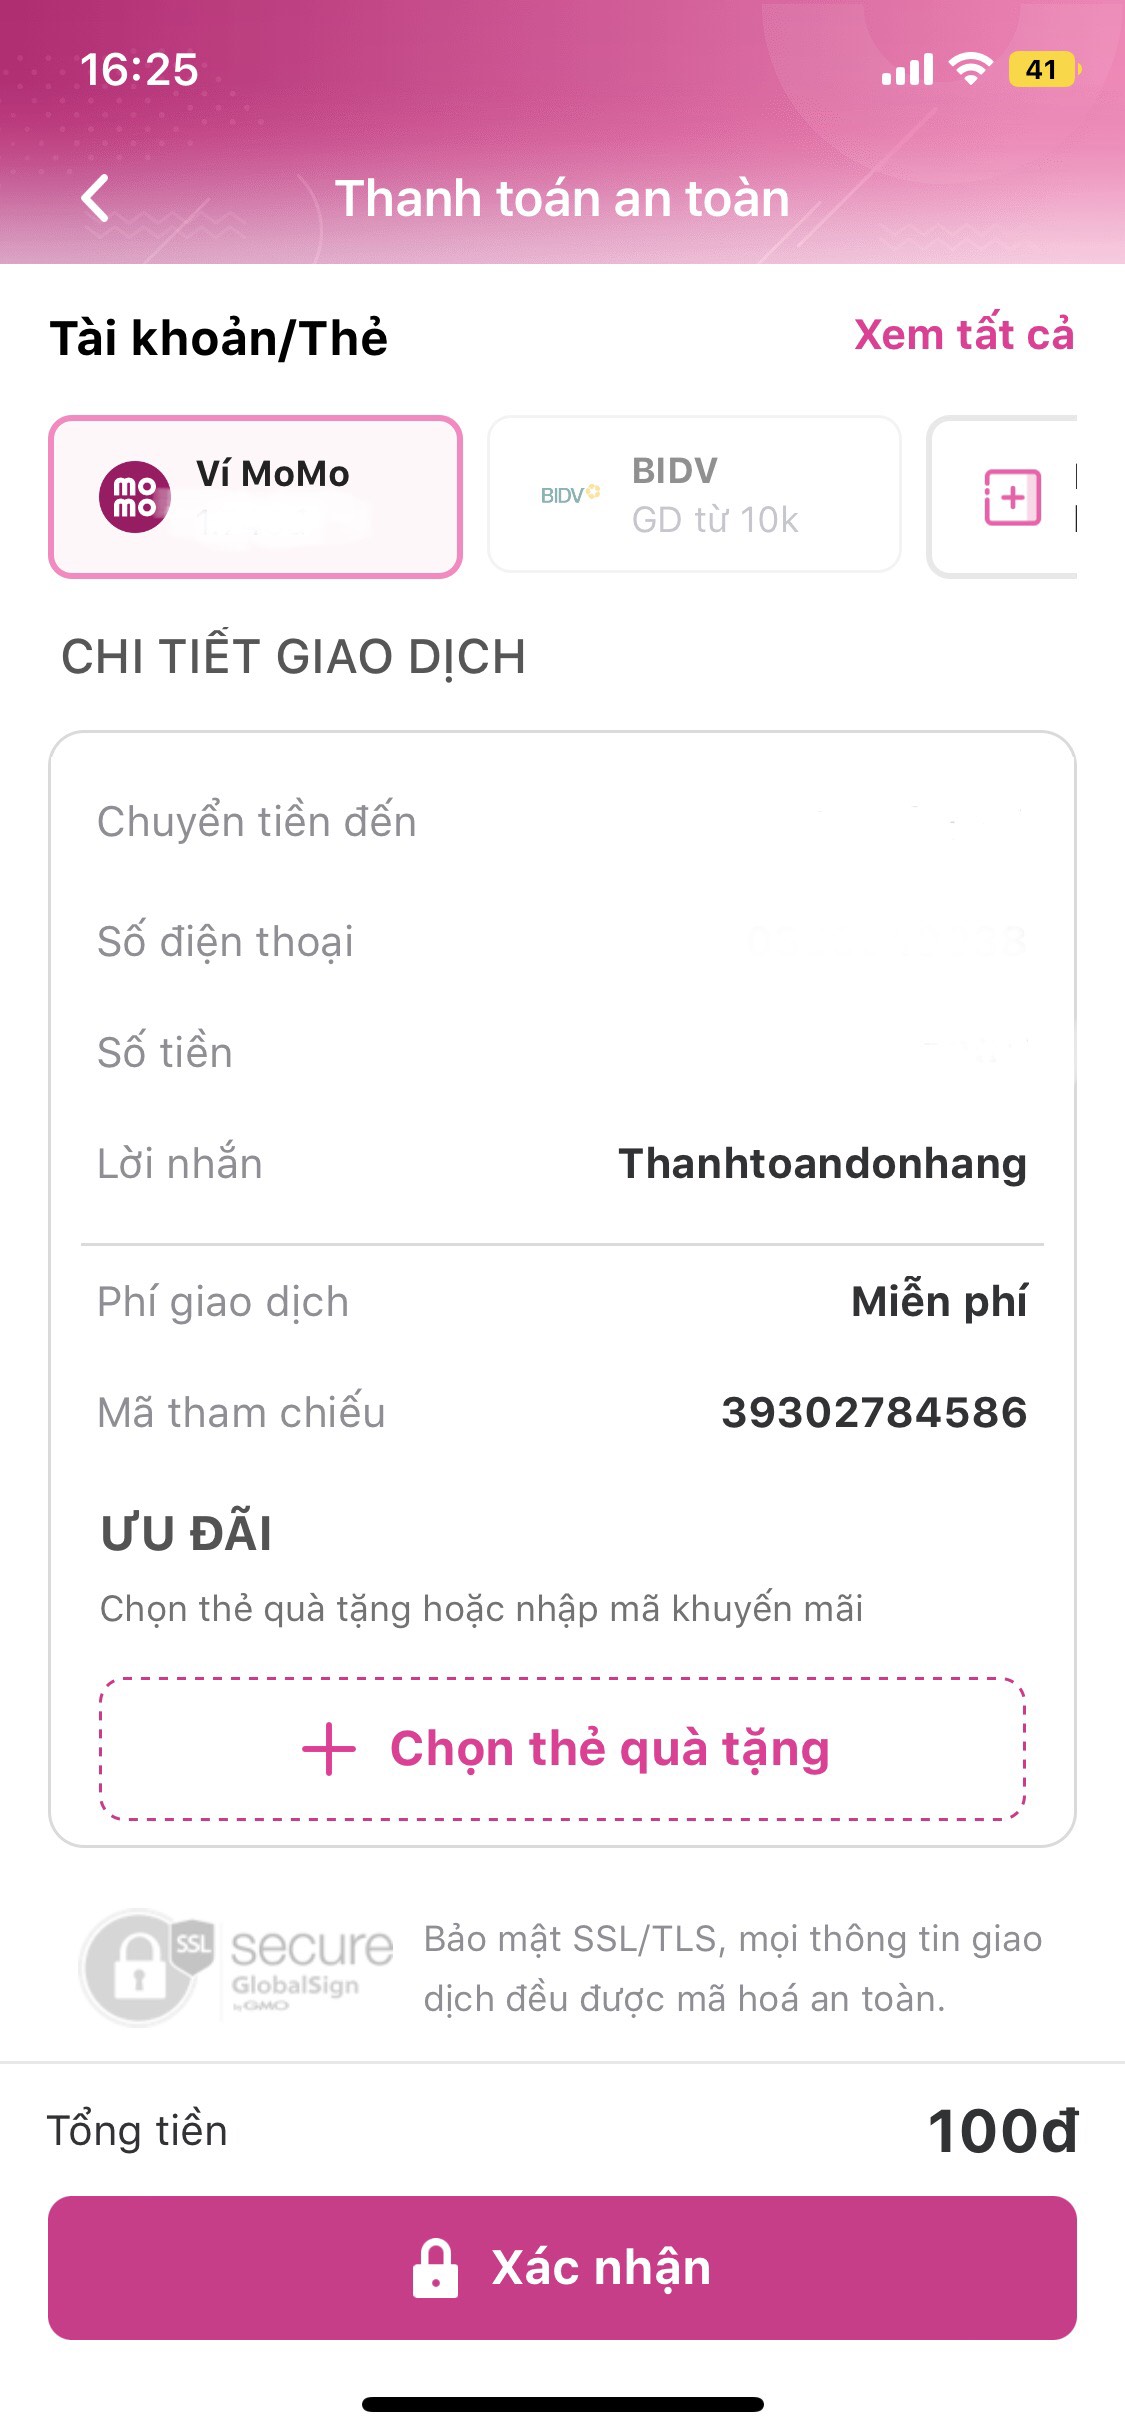 16:25
41
Thanh toán an toàn
Tài khoản/Thẻ
Xem tất cả
mo
mo
Ví MoMo
BIDV
BIDV
GD từ 10k
CHI TIẾT GIAO DỊCH
Chuyển tiền đến
Số điện thoại
Số tiền
Lời nhắn Thanhtoandonhang
Phí giao dịch Miễn phí
Mã tham chiếu 39302784586
ƯU ĐÃI
Chọn thẻ quà tặng hoặc nhập mã khuyến mãi
+ Chọn thẻ quà tặng
SSL
secure
GlobalSign
by GMO
Bảo mật SSL/TLS, mọi thông tin giao
dịch đều được mã hoá an toàn.
Tổng tiền 100đ
Xác nhận